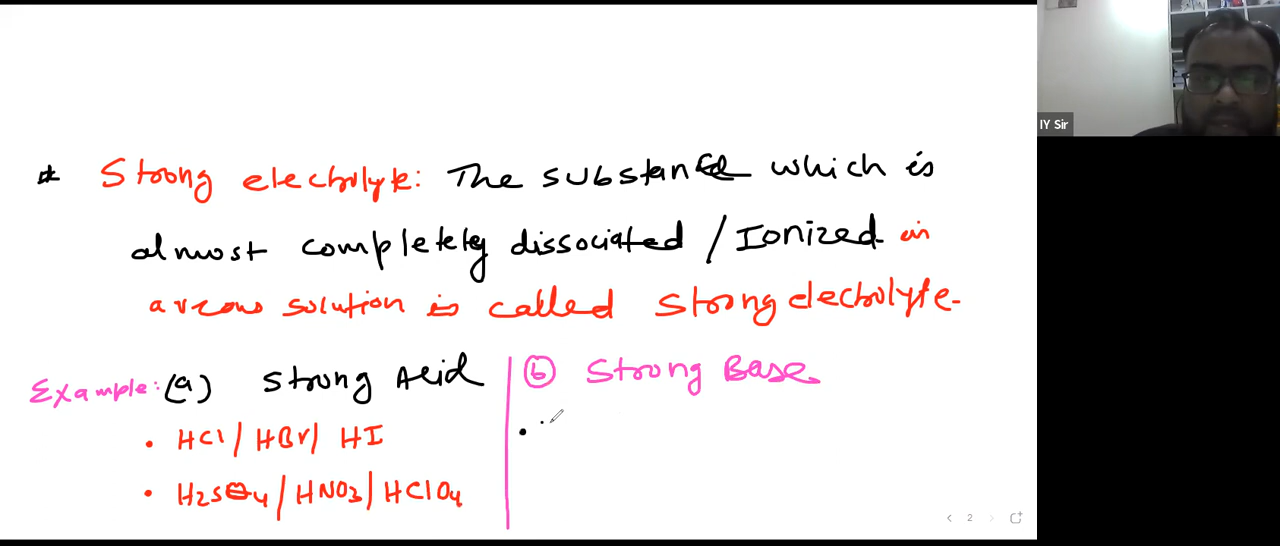 * Strong electrolyte: The substance which is
almost completely dissociated / Ionized in
solution is called strong electrolyte.
Example: (a) Strong Acid
• HCl / HBr / HI
• H2SO4 / HNO3 / HClO4
(b) Strong Base
IY Sir
2